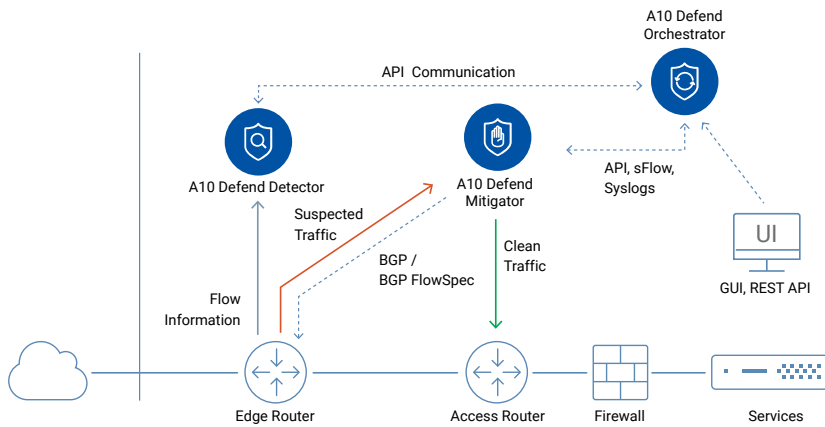 A10 Defend
Orchestrator
API Communication
A10 Defend Detector
A10 Defend
Mitigator
API, sFlow,
Syslogs
Suspected
Traffic
BGP /
BGP FlowSpec
Clean
Traffic
UI
GUI, REST API
Flow
Information
Edge Router
Access Router
Firewall
Services